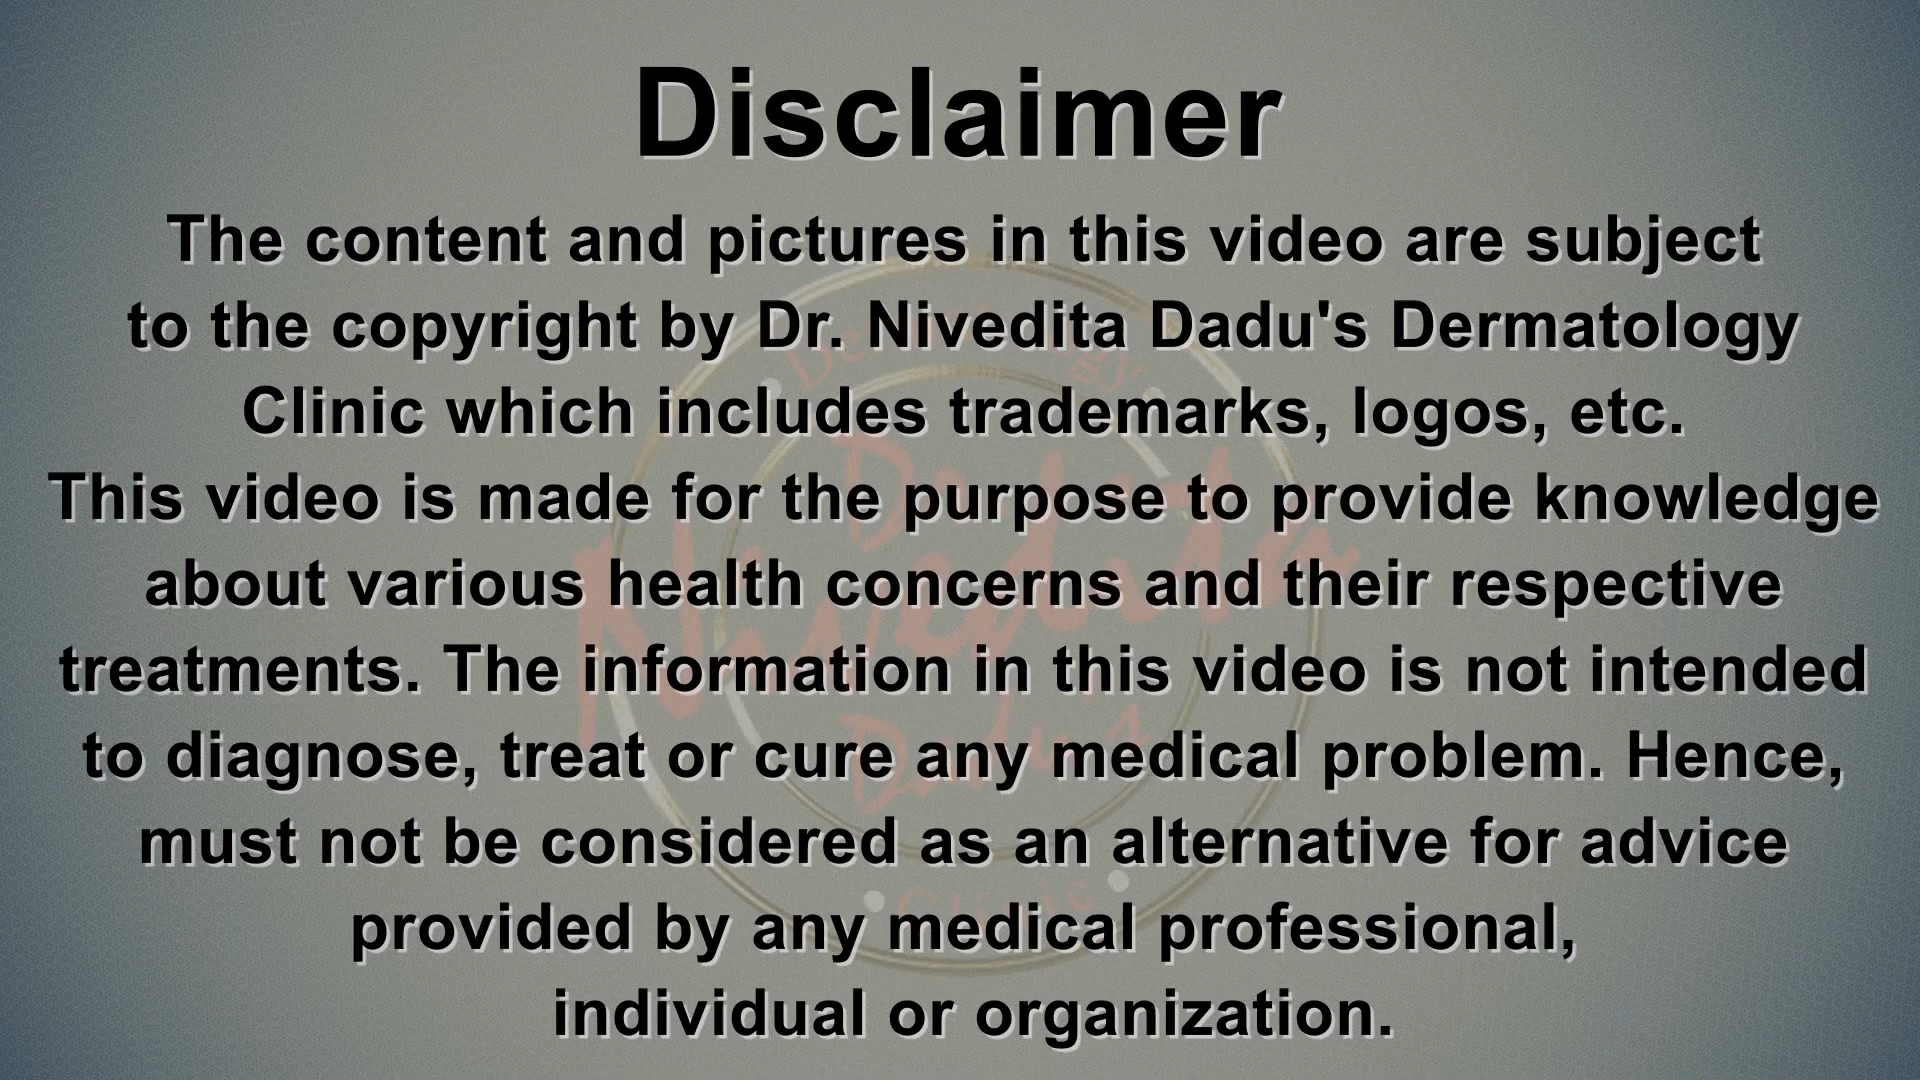 Disclaimer
The content and pictures in this video are subject
to the copyright by Dr. Nivedita Dadu's Dermatology
Clinic which includes trademarks, logos, etc.
This video is made for the purpose to provide knowledge
about various health concerns and their respective
treatments. The information in this video is not intended
to diagnose, treat or cure any medical problem. Hence,
must not be considered as an alternative for advice
provided by any medical professional,
individual or organization.
Dr.
Nivedita
Dadu's
Clinic